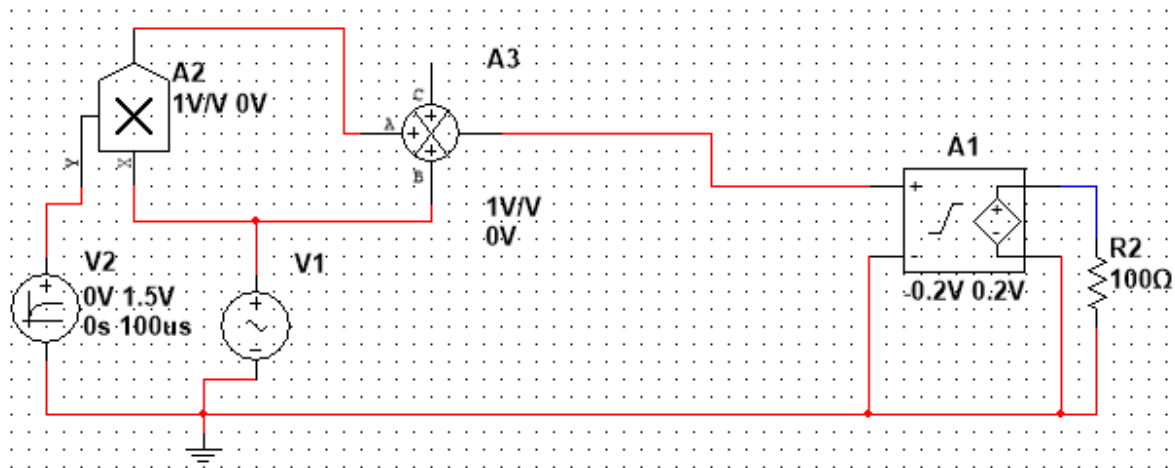 A2
1V/V 0V
Y
X
A3
C
A
B
1V/V
0V
A1
-0.2V 0.2V
R2
100Ω
V2
0V 1.5V
0s 100us
V1